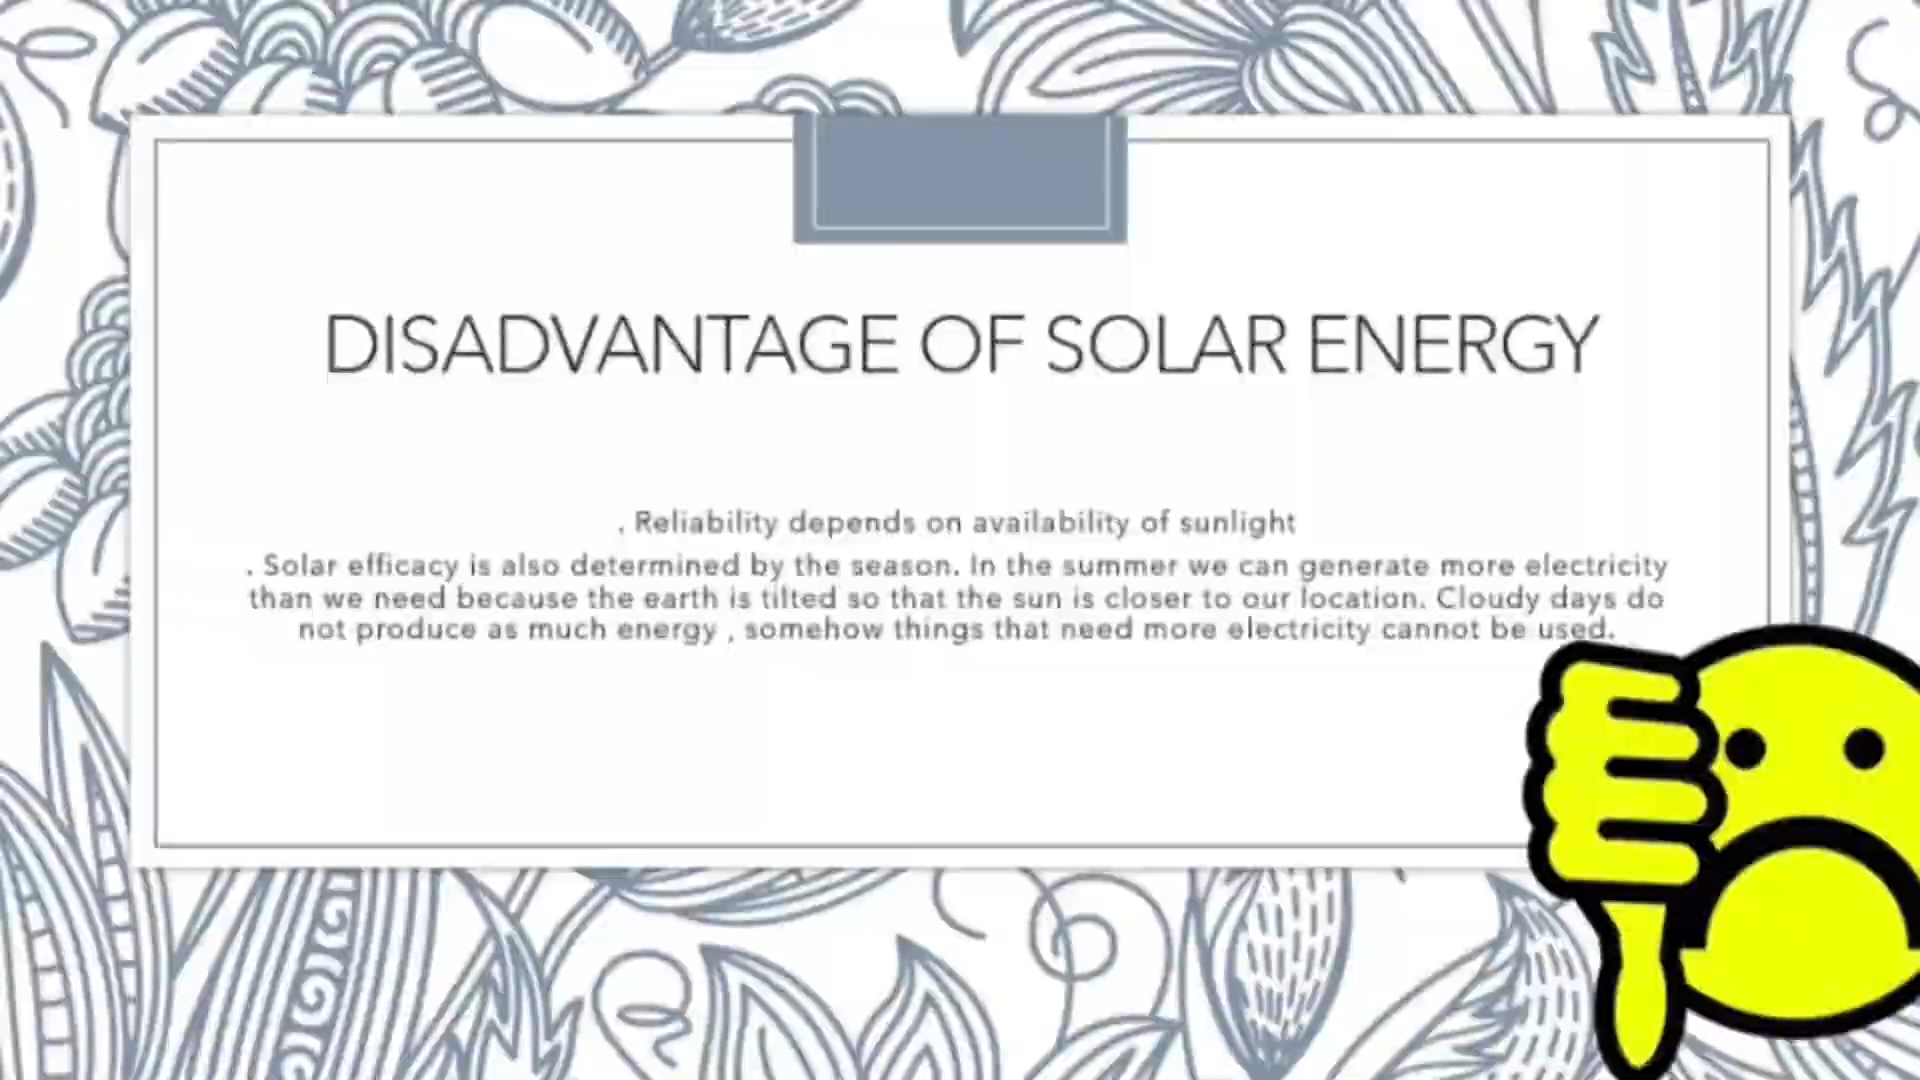 DISADVANTAGE OF SOLAR ENERGY
. Reliability depends on availability of sunlight
. Solar efficacy is also determined by the season. In the summer we can generate more electricity
than we need because the earth is tilted so that the sun is closer to our location. Cloudy days do
not produce as much energy , somehow things that need more electricity cannot be used.